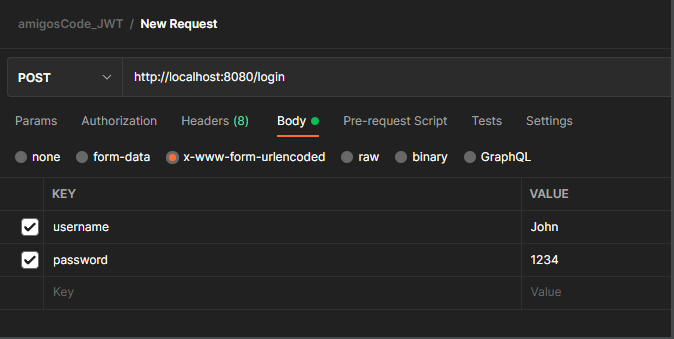 amigosCode_JWT / New Request
POST http://localhost:8080/login
Params Authorization Headers (8) Body Pre-request Script Tests Settings
none form-data x-www-form-urlencoded raw binary GraphQL
KEY VALUE
username John
password 1234
Key Value